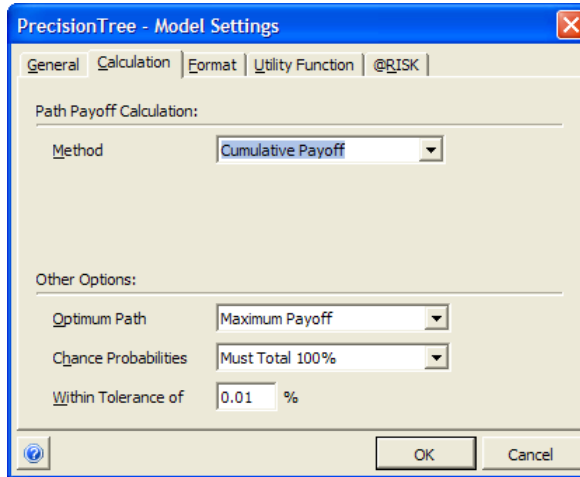 PrecisionTree - Model Settings
General Calculation Format Utility Function @RISK
Path Payoff Calculation:
Method Cumulative Payoff
Other Options:
Optimum Path Maximum Payoff
Chance Probabilities Must Total 100%
Within Tolerance of 0.01 %
OK Cancel